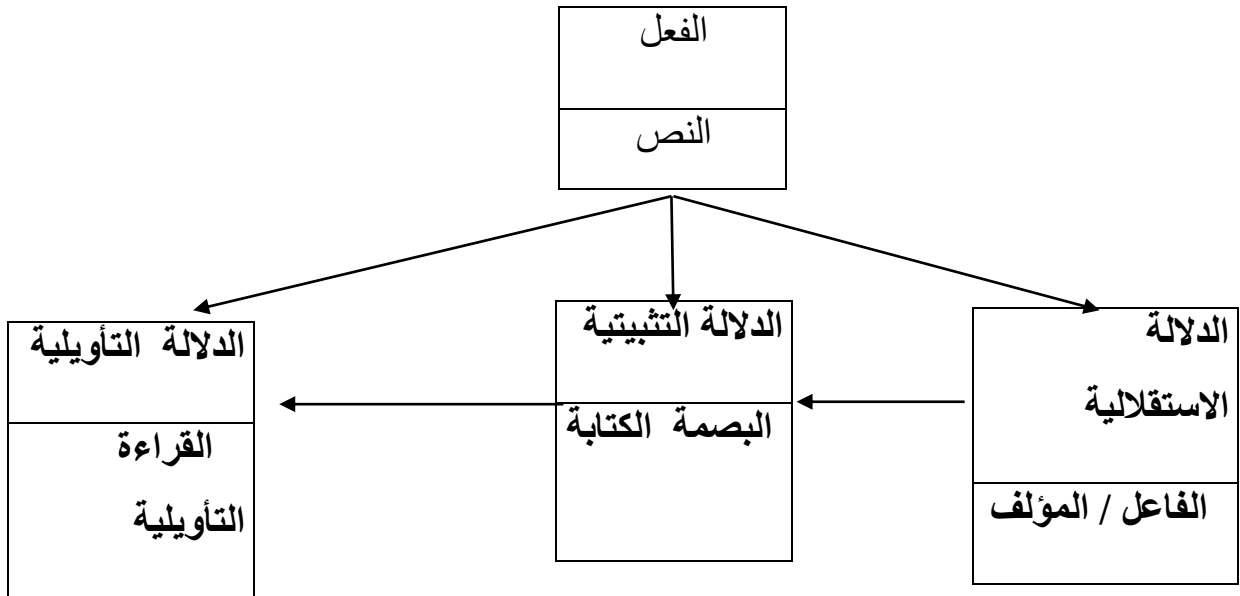 الفعل
النص
الدلالة
الاستقلالية
الفاعل / المؤلف
الدلالة التثبيتية
البصمة الكتابة
الدلالة التأويلية
القراءة
التأويلية